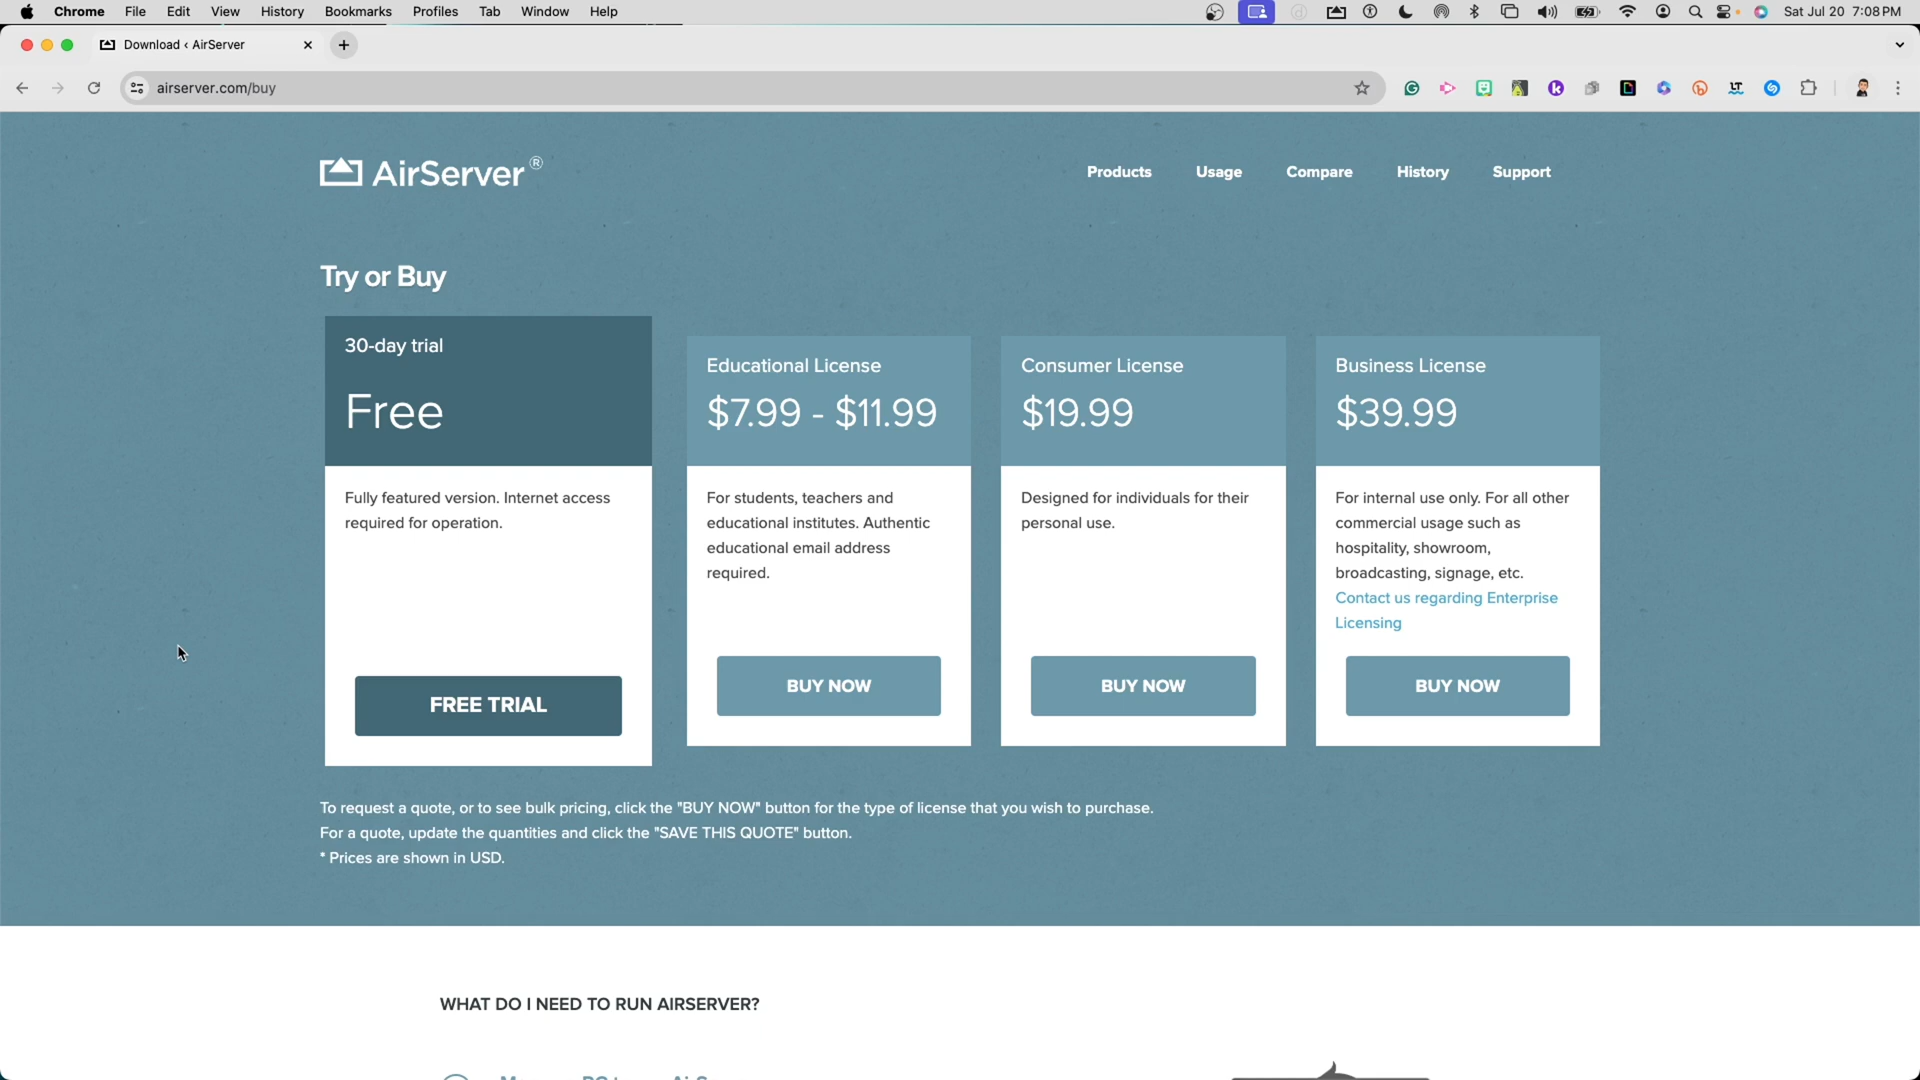 Chrome File Edit View History Bookmarks Profiles Tab Window Help Sat Jul 20 7:08 PM
Download ‹ AirServer
airserver.com/buy
AirServer®
Products Usage Compare History Support
Try or Buy
30-day trial
Free
Fully featured version. Internet access
required for operation.
FREE TRIAL
Educational License
$7.99 - $11.99
For students, teachers and
educational institutes. Authentic
educational email address
required.
BUY NOW
Consumer License
$19.99
Designed for individuals for their
personal use.
BUY NOW
Business License
$39.99
For internal use only. For all other
commercial usage such as
hospitality, showroom,
broadcasting, signage, etc.
Contact us regarding Enterprise
Licensing
BUY NOW
To request a quote, or to see bulk pricing, click the "BUY NOW" button for the type of license that you wish to purchase.
For a quote, update the quantities and click the "SAVE THIS QUOTE" button.
* Prices are shown in USD.
WHAT DO I NEED TO RUN AIRSERVER?